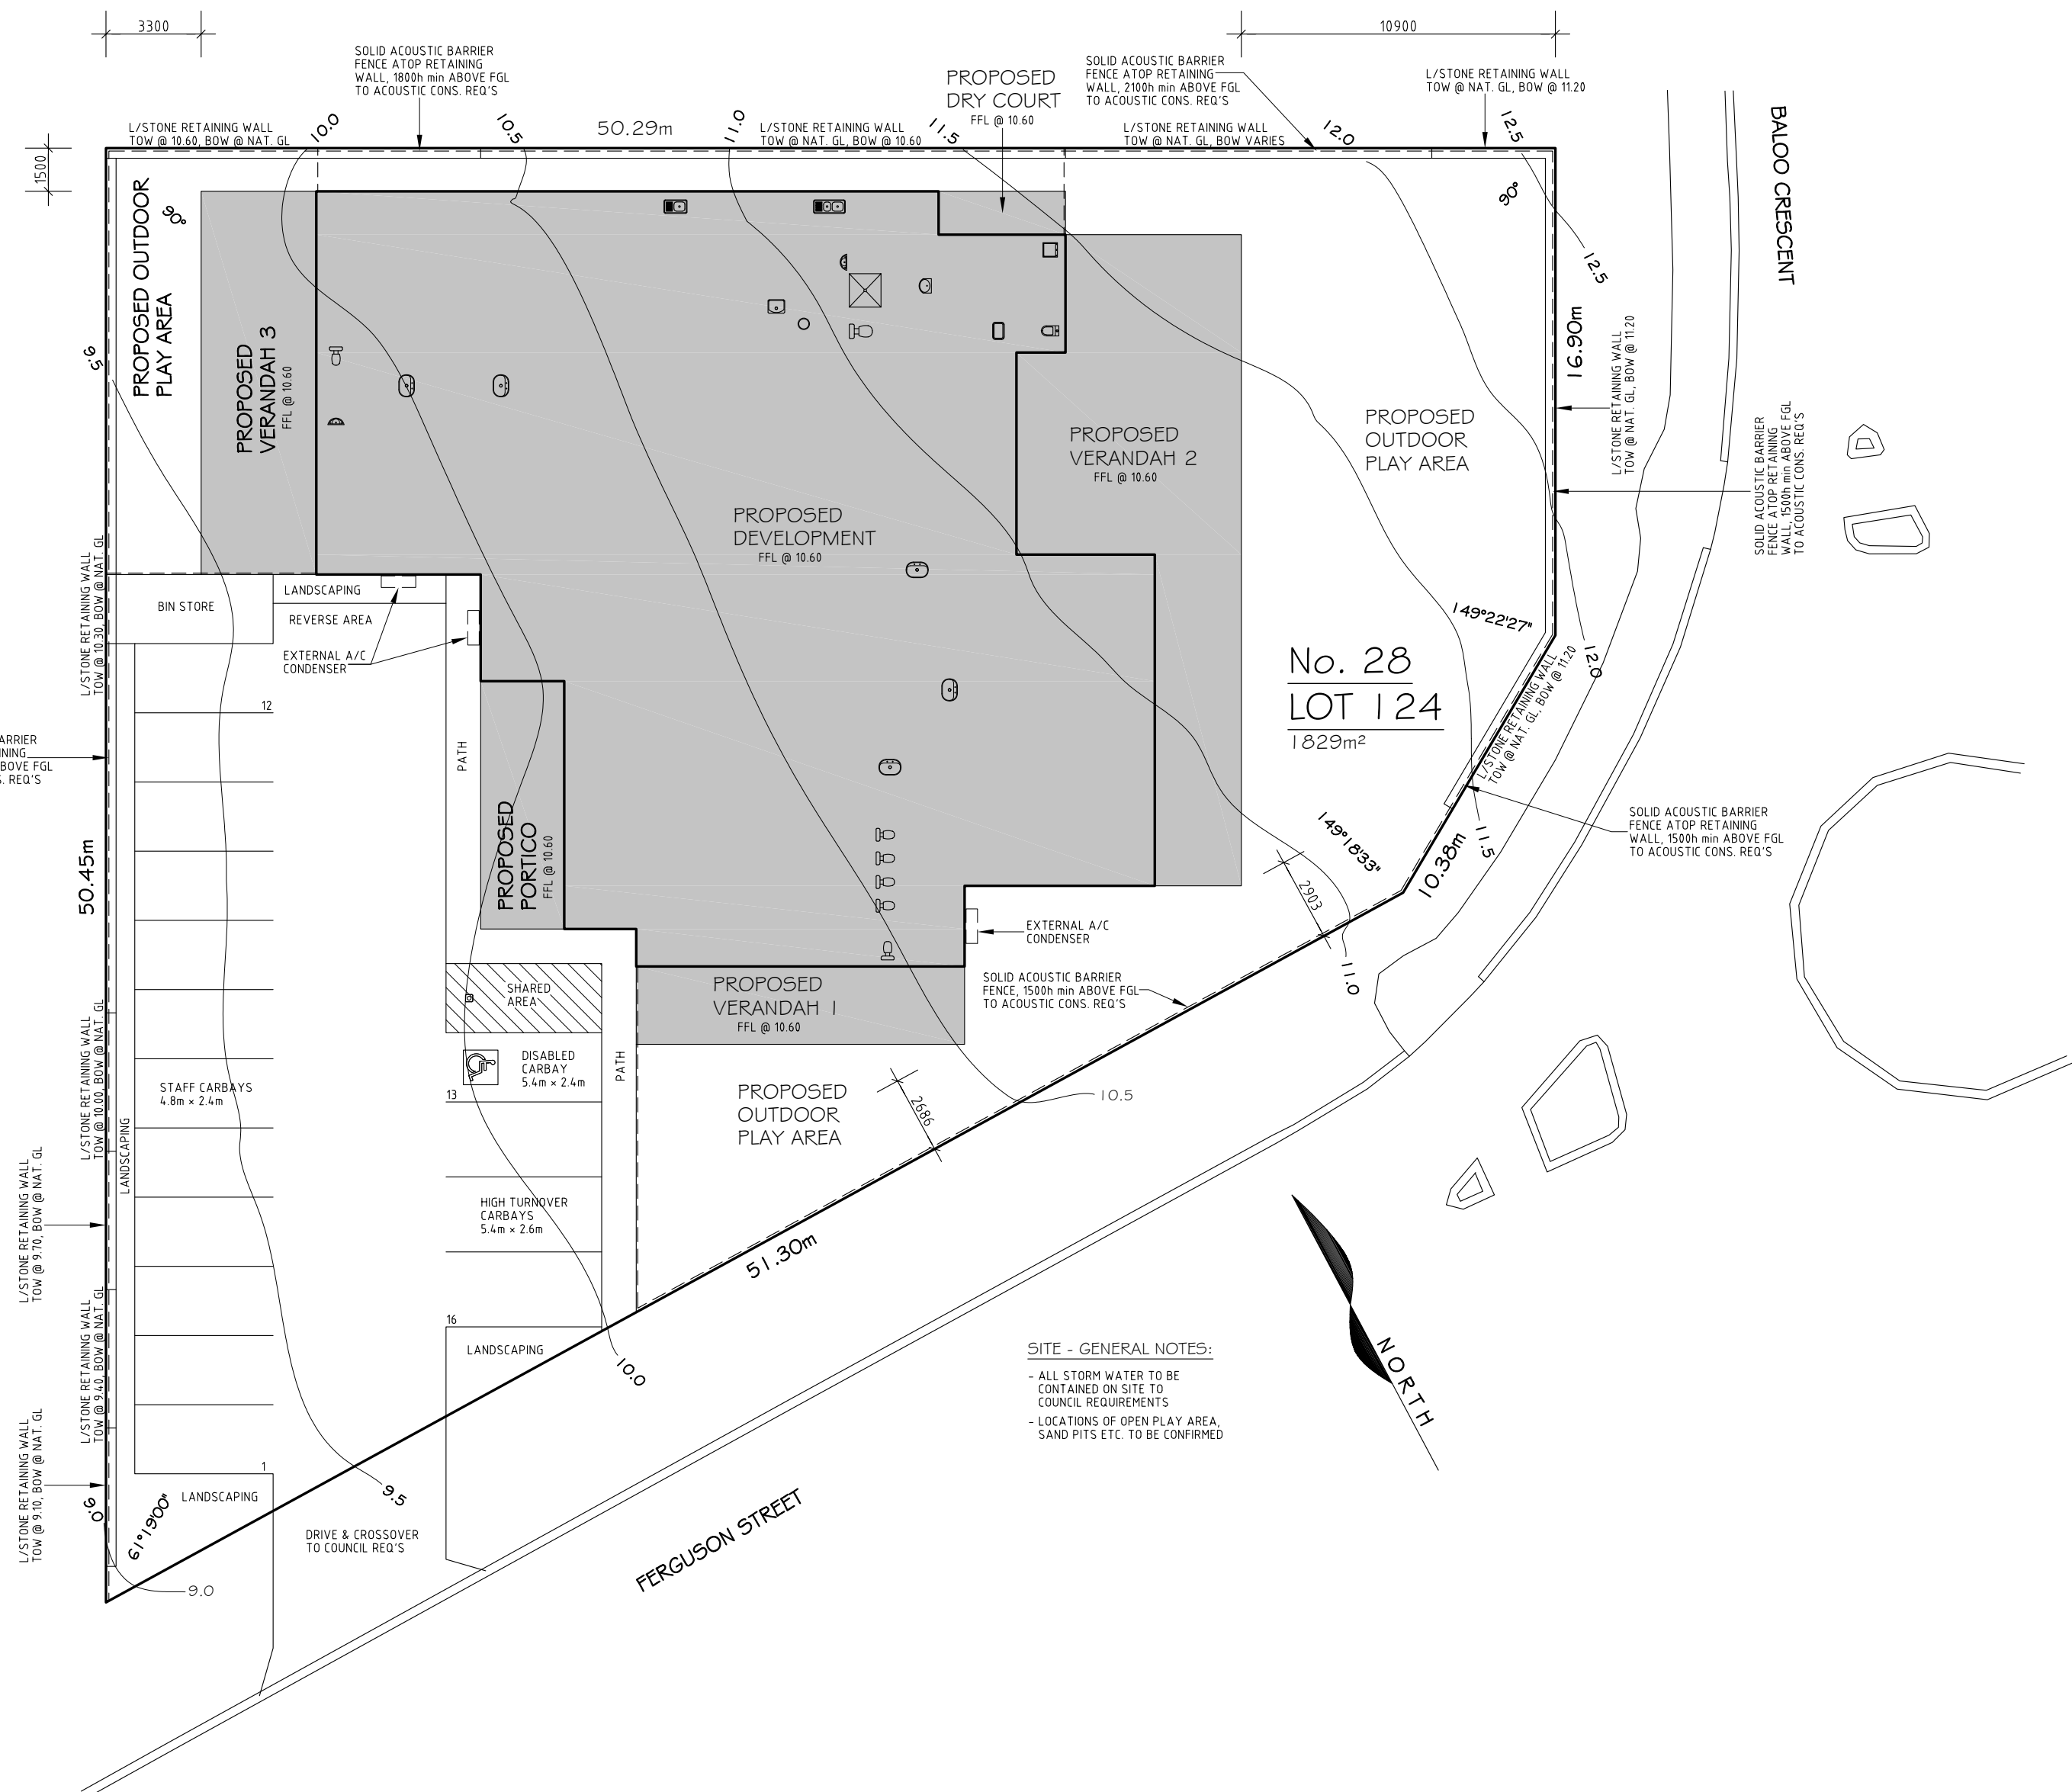 3300
10900
1500
SOLID ACOUSTIC BARRIER
FENCE ATOP RETAINING
WALL, 1800h min ABOVE FGL
TO ACOUSTIC CONS. REQ'S
PROPOSED
DRY COURT
FFL @ 10.60
SOLID ACOUSTIC BARRIER
FENCE ATOP RETAINING
WALL, 2100h min ABOVE FGL
TO ACOUSTIC CONS. REQ'S
L/STONE RETAINING WALL
TOW @ NAT. GL, BOW @ 11.20
L/STONE RETAINING WALL
TOW @ 10.60, BOW @ NAT. GL
10.0
10.5
50.29m
11.0
L/STONE RETAINING WALL
TOW @ NAT. GL, BOW @ 10.60
11.5
L/STONE RETAINING WALL
TOW @ NAT. GL, BOW VARIES
12.0
12.5
BALOO CRESCENT
PROPOSED OUTDOOR
PLAY AREA
90°
90°
12.5
9.5
PROPOSED
VERANDAH 3
FFL @ 10.60
16.90m
L/STONE RETAINING WALL
TOW @ NAT. GL, BOW @ 11.20
PROPOSED
VERANDAH 2
FFL @ 10.60
PROPOSED
OUTDOOR
PLAY AREA
SOLID ACOUSTIC BARRIER
FENCE ATOP RETAINING
WALL, 1500h min ABOVE FGL
TO ACOUSTIC CONS. REQ'S
PROPOSED
DEVELOPMENT
FFL @ 10.60
L/STONE RETAINING WALL
TOW @ 10.30, BOW @ NAT. GL
BIN STORE
LANDSCAPING
REVERSE AREA
EXTERNAL A/C
CONDENSER
149°22'27"
No. 28
LOT 124
1829m²
12.0
L/STONE RETAINING WALL
TOW @ NAT. GL, BOW @ 11.20
12
PATH
ARRIER
INING
BOVE FGL
S. REQ'S
PROPOSED
PORTICO
FFL @ 10.60
149°18'33"
11.5
10.38m
SOLID ACOUSTIC BARRIER
FENCE ATOP RETAINING
WALL, 1500h min ABOVE FGL
TO ACOUSTIC CONS. REQ'S
50.45m
2903
EXTERNAL A/C
CONDENSER
11.0
SHARED
AREA
PROPOSED
VERANDAH 1
FFL @ 10.60
SOLID ACOUSTIC BARRIER
FENCE, 1500h min ABOVE FGL
TO ACOUSTIC CONS. REQ'S
L/STONE RETAINING WALL
TOW @ 10.00, BOW @ NAT. GL
STAFF CARBAYS
4.8m × 2.4m
DISABLED
CARBAY
5.4m × 2.4m
13
PATH
PROPOSED
OUTDOOR
PLAY AREA
2686
10.5
LANDSCAPING
L/STONE RETAINING WALL
TOW @ 9.70, BOW @ NAT. GL
HIGH TURNOVER
CARBAYS
5.4m × 2.6m
51.30m
L/STONE RETAINING WALL
TOW @ 9.40, BOW @ NAT. GL
16
LANDSCAPING
10.0
SITE - GENERAL NOTES:
- ALL STORM WATER TO BE
CONTAINED ON SITE TO
COUNCIL REQUIREMENTS
- LOCATIONS OF OPEN PLAY AREA,
SAND PITS ETC. TO BE CONFIRMED
NORTH
L/STONE RETAINING WALL
TOW @ 9.10, BOW @ NAT. GL
1
LANDSCAPING
9.5
9.0
61°19'00"
DRIVE & CROSSOVER
TO COUNCIL REQ'S
9.0
FERGUSON STREET